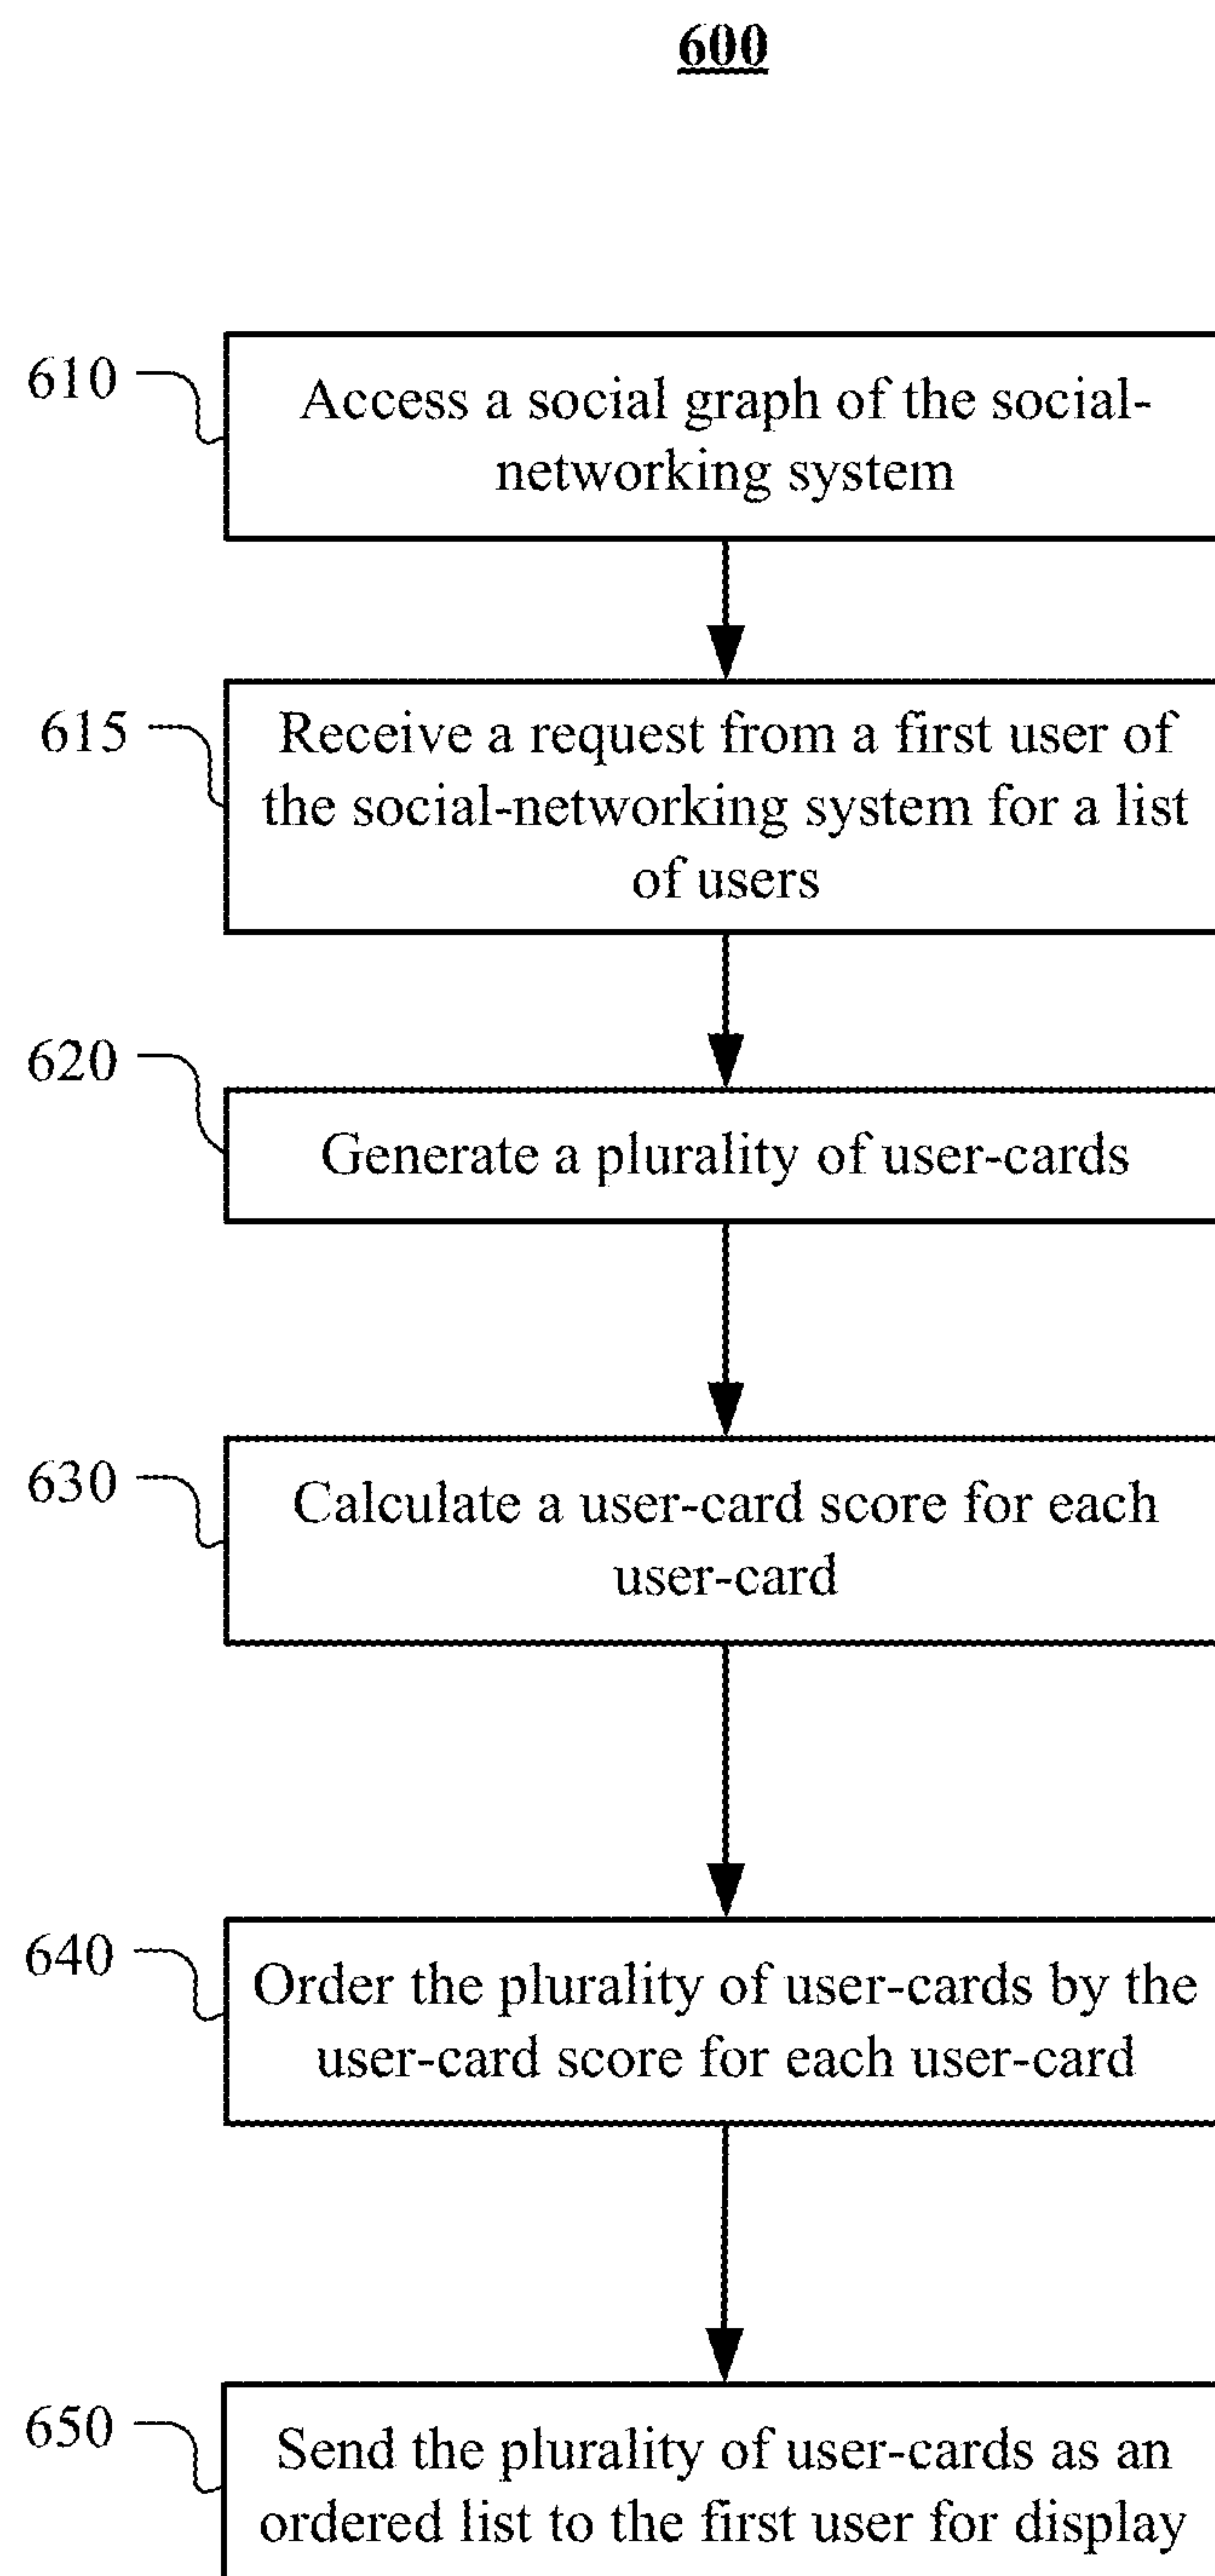 600
610
Access a social graph of the social-
networking system
615
Receive a request from a first user of
the social-networking system for a list
of users
620
Generate a plurality of user-cards
630
Calculate a user-card score for each
user-card
640
Order the plurality of user-cards by the
user-card score for each user-card
650
Send the plurality of user-cards as an
ordered list to the first user for display